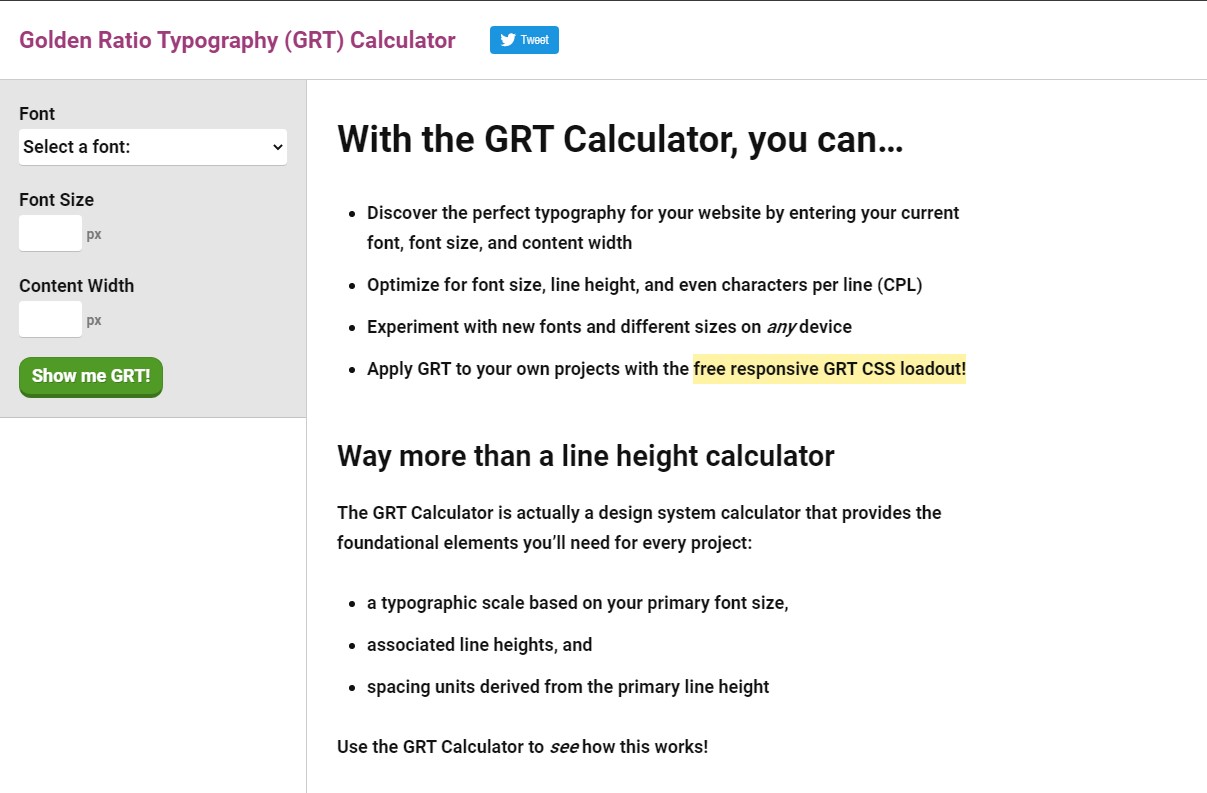 Golden Ratio Typography (GRT) Calculator
Tweet
Font
Select a font:
Font Size
px
Content Width
px
Show me GRT!
With the GRT Calculator, you can…
Discover the perfect typography for your website by entering your current
font, font size, and content width
Optimize for font size, line height, and even characters per line (CPL)
Experiment with new fonts and different sizes on any device
Apply GRT to your own projects with the free responsive GRT CSS loadout!
Way more than a line height calculator
The GRT Calculator is actually a design system calculator that provides the
foundational elements you’ll need for every project:
a typographic scale based on your primary font size,
associated line heights, and
spacing units derived from the primary line height
Use the GRT Calculator to see how this works!